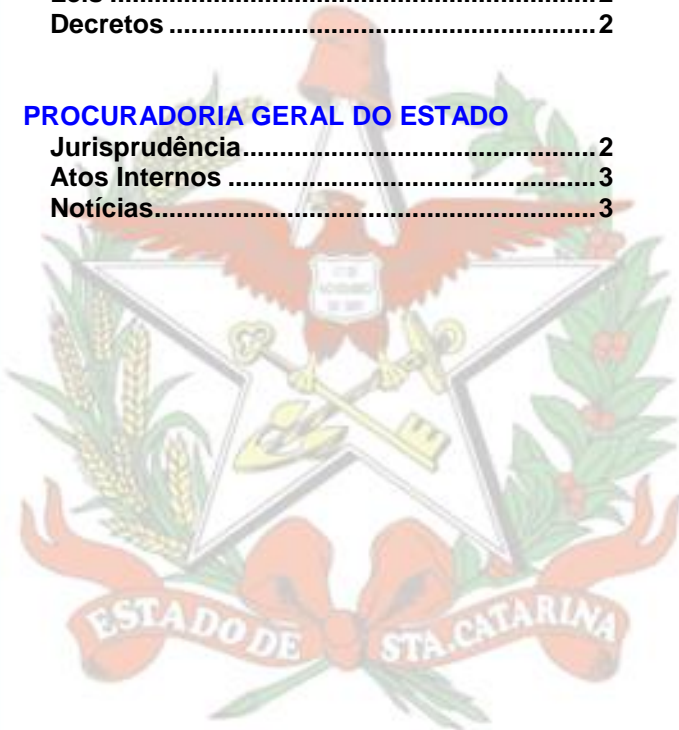 Decretos ..........................................................2
PROCURADORIA GERAL DO ESTADO
Jurisprudência................................................2
Atos Internos ..................................................3
Notícias............................................................3
ESTADO DE STA.CATARINA